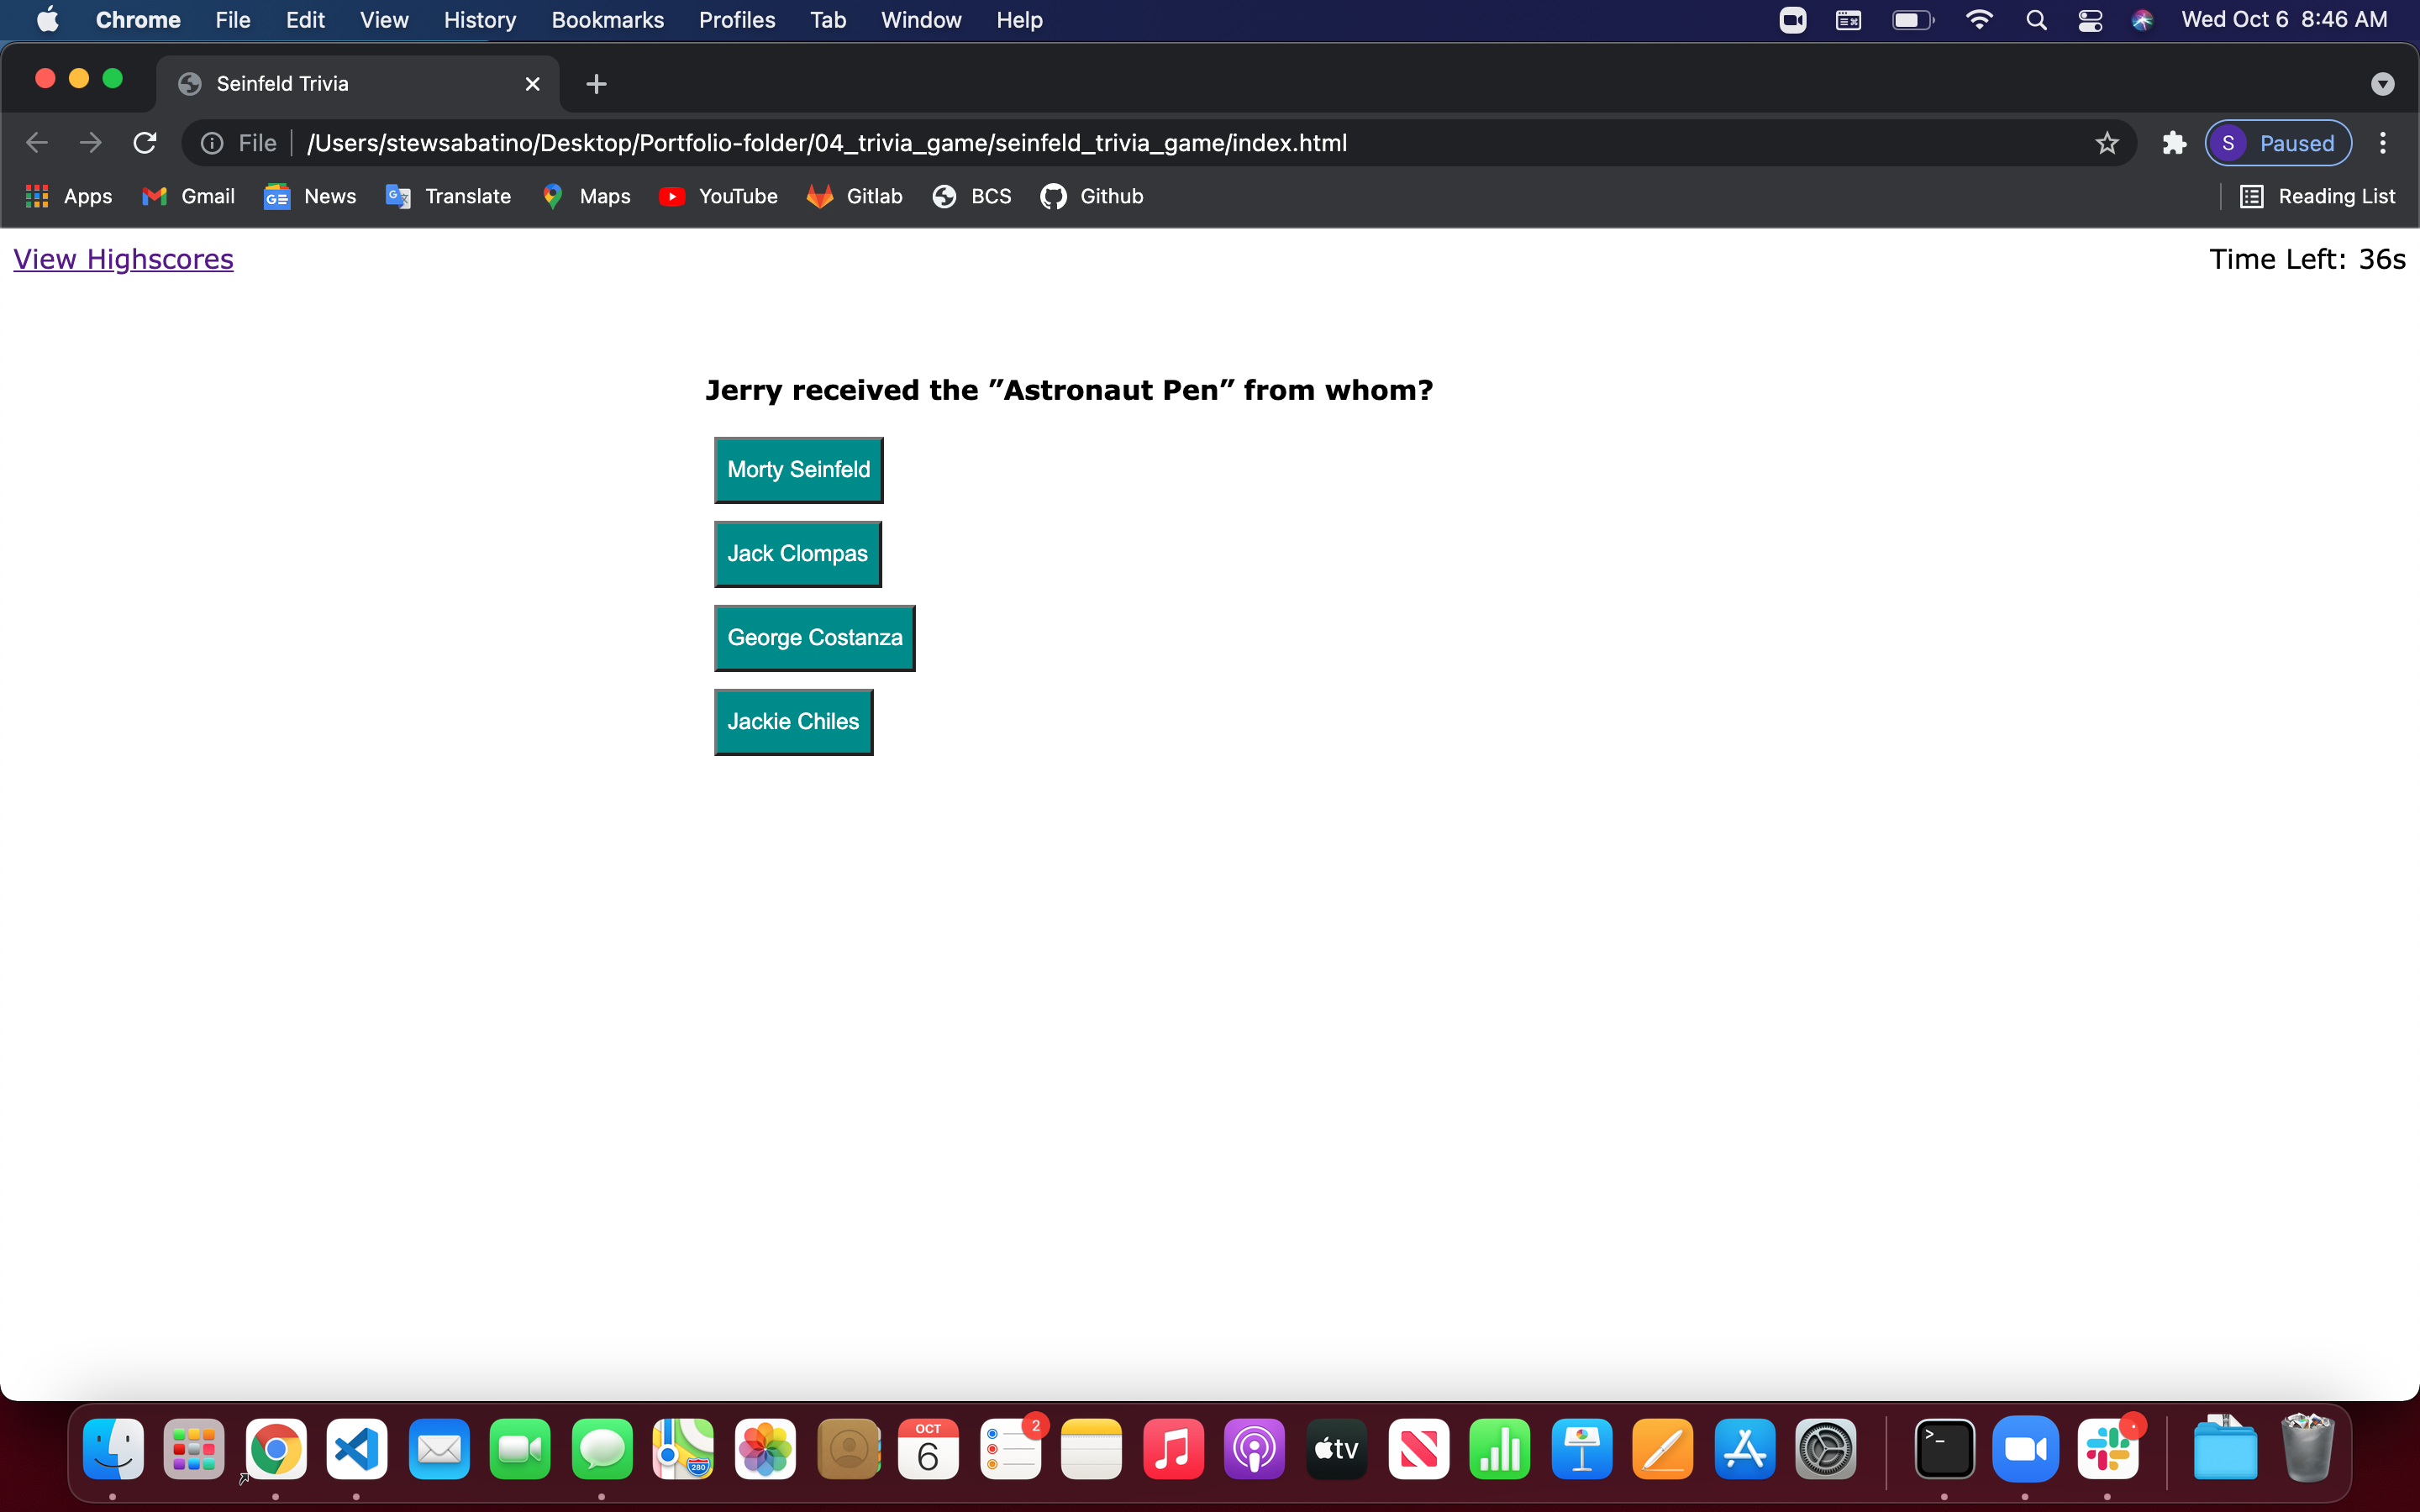 Chrome File Edit View History Bookmarks Profiles Tab Window Help Wed Oct 6 8:46 AM
Seinfeld Trivia
File /Users/stewsabatino/Desktop/Portfolio-folder/04_trivia_game/seinfeld_trivia_game/index.html S Paused
Apps Gmail News Translate Maps YouTube Gitlab BCS Github Reading List
View Highscores Time Left: 36s
Jerry received the ”Astronaut Pen” from whom?
Morty Seinfeld
Jack Clompas
George Costanza
Jackie Chiles
OCT 6 2 280 tv >_